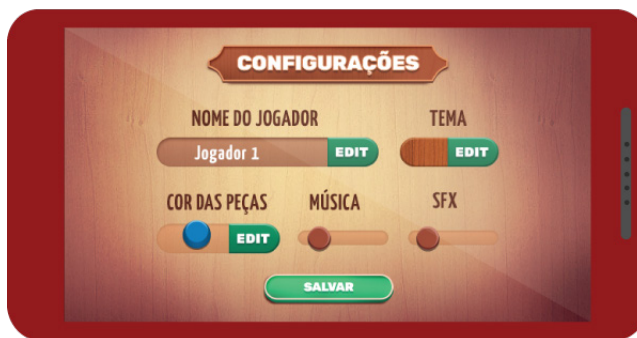 CONFIGURAÇÕES
NOME DO JOGADOR
TEMA
Jogador 1
EDIT
EDIT
COR DAS PEÇAS
MÚSICA
SFX
EDIT
SALVAR